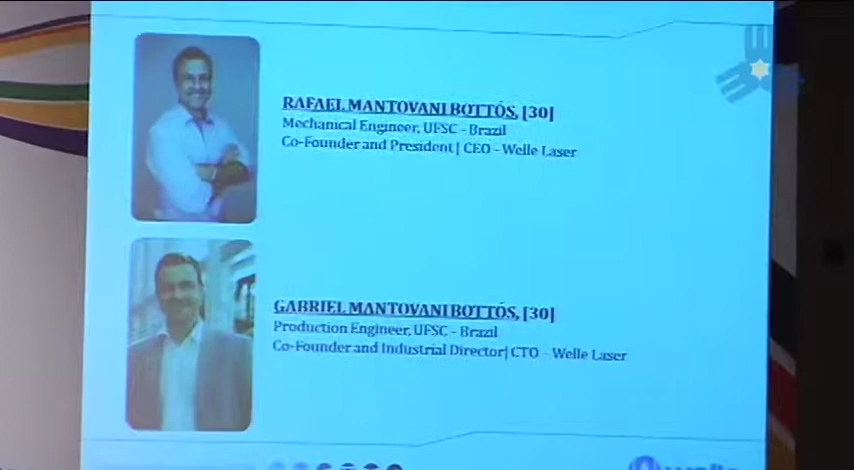 RAFAEL MANTOVANI BOTTÓS, [30]
Mechanical Engineering, UFSC - Brazil
Co-Founder and President| CEO - Welle Laser
GABRIEL MANTOVANI BOTTÓS, [30]
Production Engineer, UFSC - Brazil
Co-Founder and Industrial Director| CTO - Welle Laser